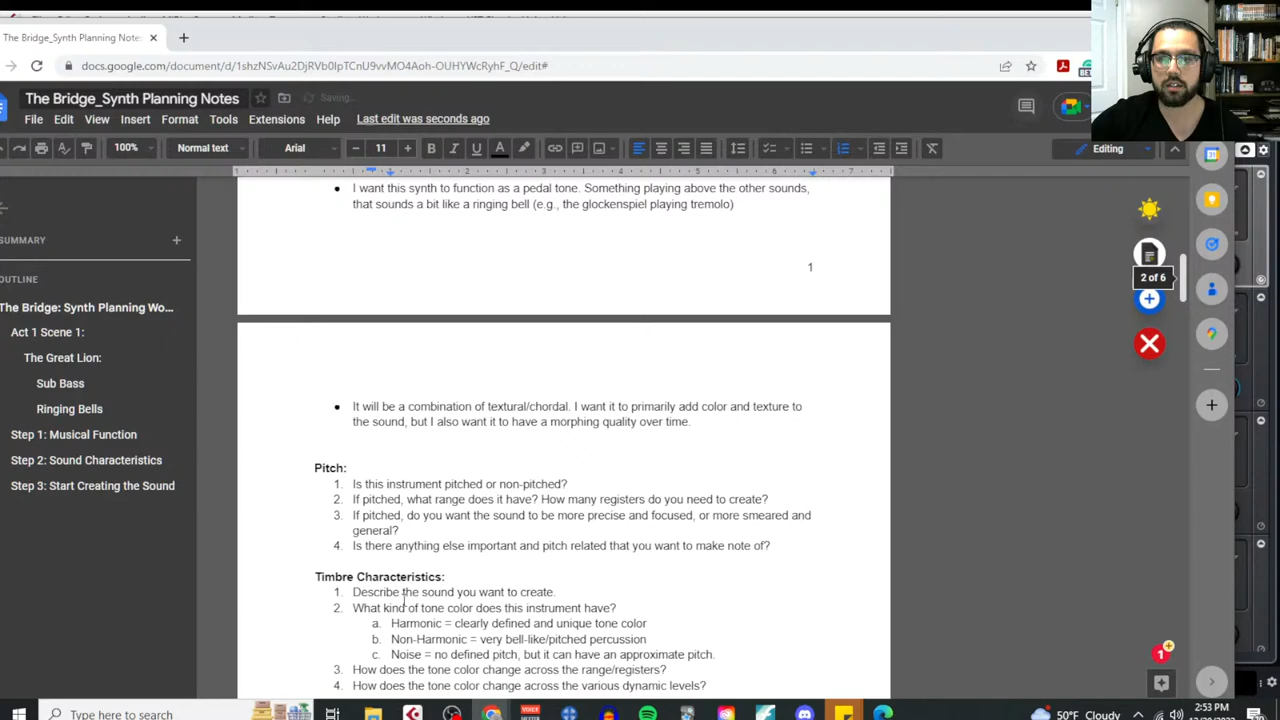 The Bridge_Synth Planning Notes
docs.google.com/document/d/1shzNSvAu2DjRVb0IpTCnU9vvMO4Aoh-OUHYWcRyhF_Q/edit#
The Bridge_Synth Planning Notes
Saving...
File Edit View Insert Format Tools Extensions Help Last edit was seconds ago
100% Normal text Arial 11 B I U A Editing
1 2 3 4 5 6 7
SUMMARY
OUTLINE
The Bridge: Synth Planning Wo...
Act 1 Scene 1:
The Great Lion:
Sub Bass
Ringing Bells
Step 1: Musical Function
Step 2: Sound Characteristics
Step 3: Start Creating the Sound
I want this synth to function as a pedal tone. Something playing above the other sounds,
that sounds a bit like a ringing bell (e.g., the glockenspiel playing tremolo)
1
2 of 6
It will be a combination of textural/chordal. I want it to primarily add color and texture to
the sound, but I also want it to have a morphing quality over time.
Pitch:
1. Is this instrument pitched or non-pitched?
2. If pitched, what range does it have? How many registers do you need to create?
3. If pitched, do you want the sound to be more precise and focused, or more smeared and
general?
4. Is there anything else important and pitch related that you want to make note of?
Timbre Characteristics:
1. Describe the sound you want to create.
2. What kind of tone color does this instrument have?
a. Harmonic = clearly defined and unique tone color
b. Non-Harmonic = very bell-like/pitched percussion
c. Noise = no defined pitch, but it can have an approximate pitch.
3. How does the tone color change across the range/registers?
4. How does the tone color change across the various dynamic levels?
1
Type here to search
50°F Cloudy
2:53 PM